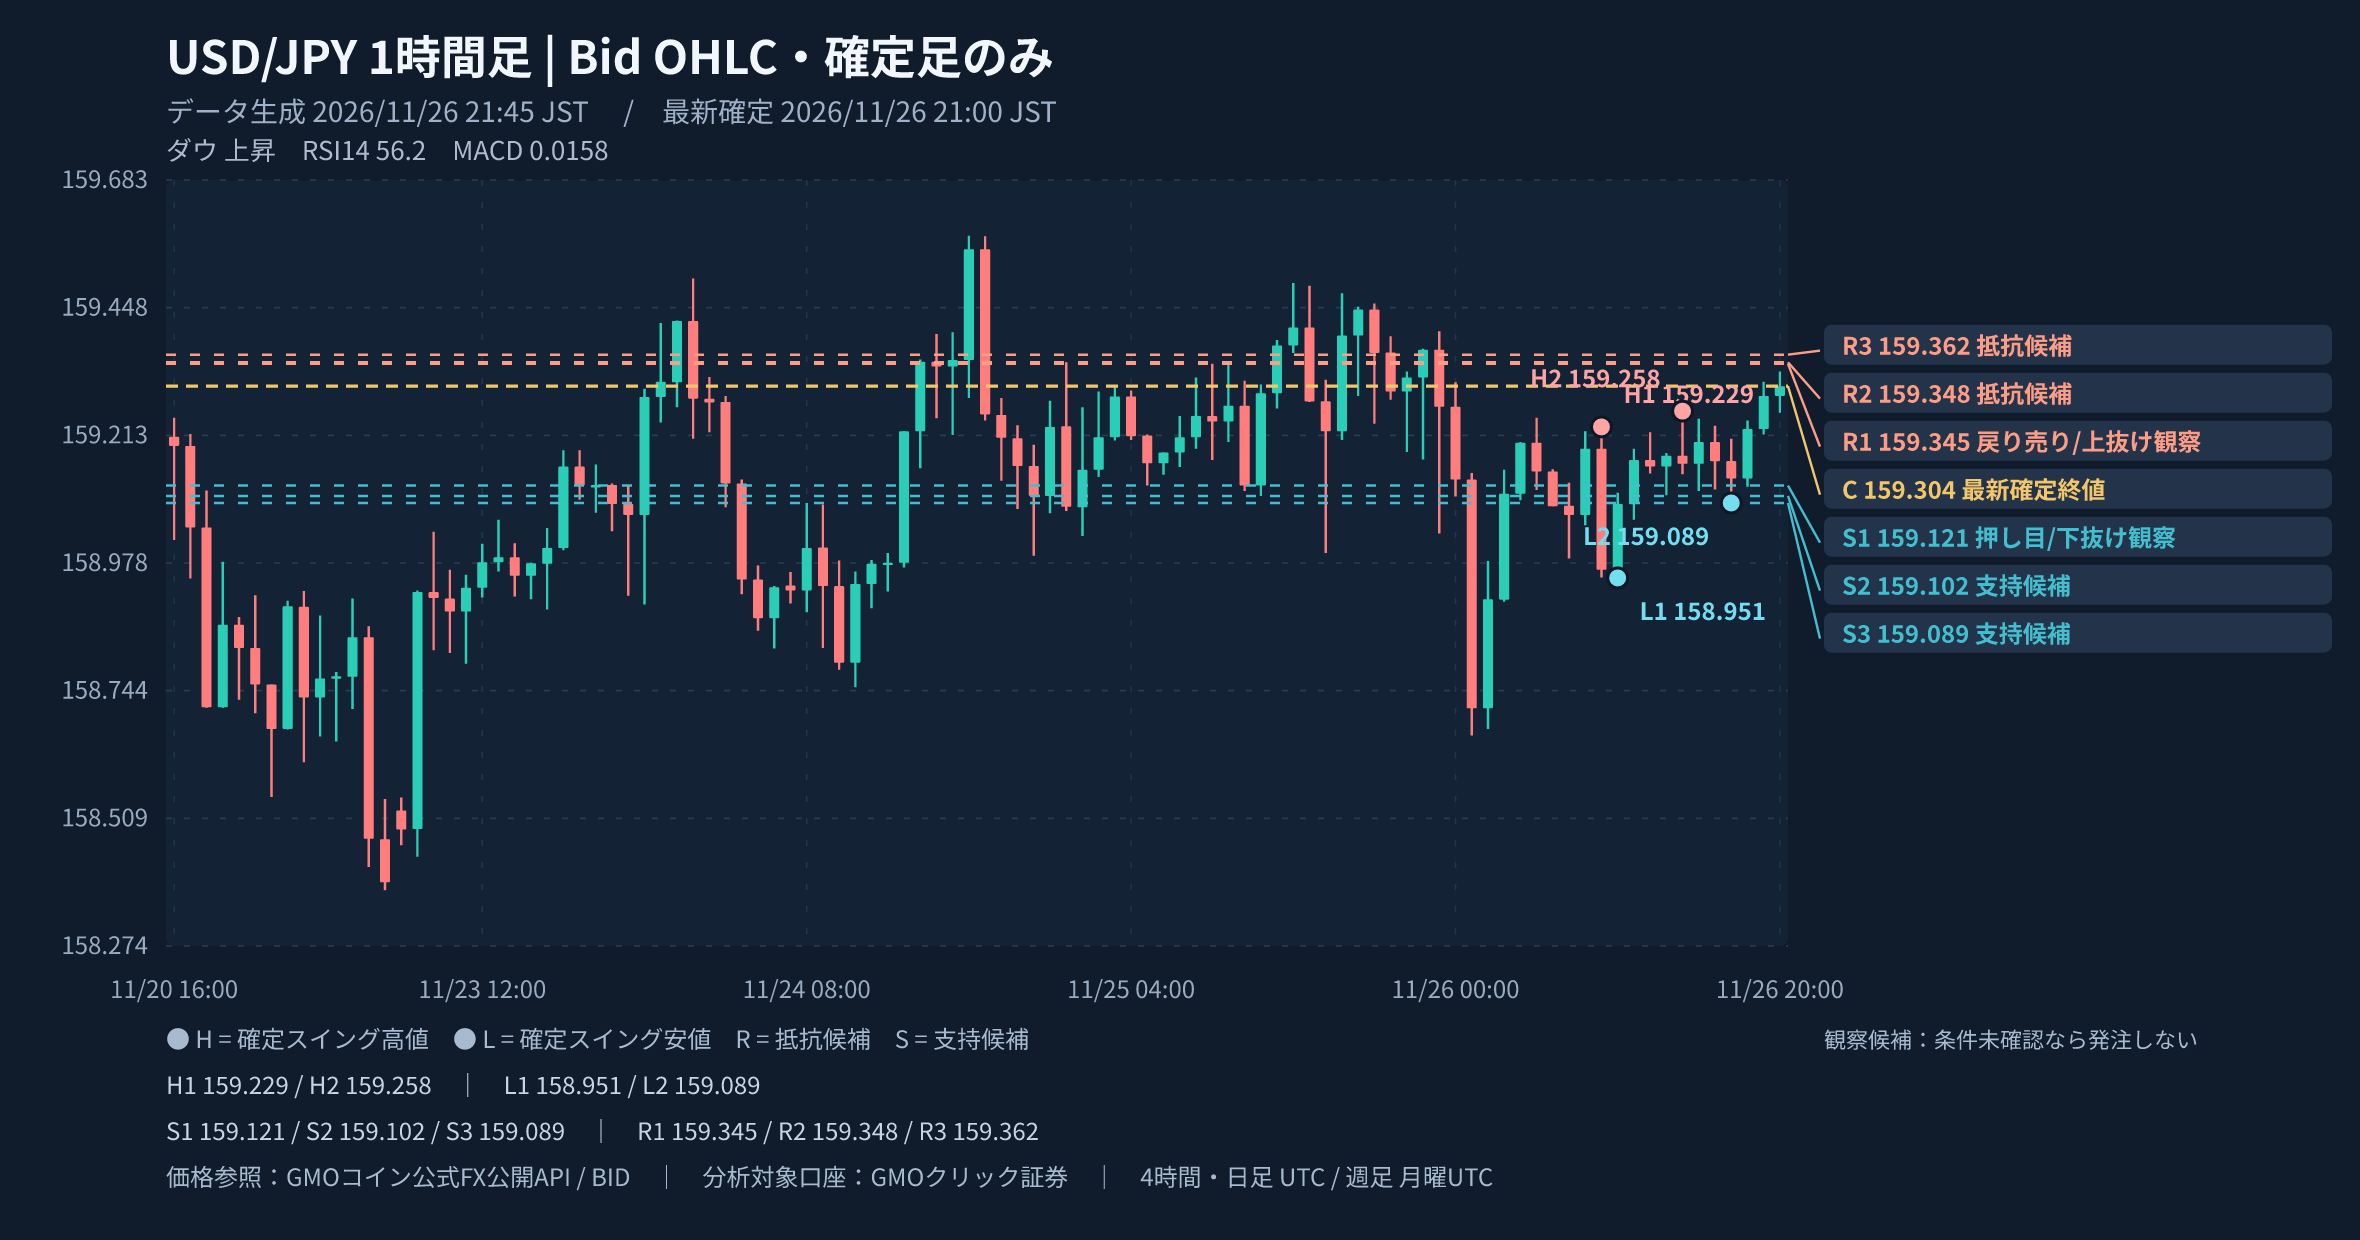 USD/JPY 1時間足 | Bid OHLC・確定足のみ
データ生成 2026/11/26 21:45 JST / 最新確定 2026/11/26 21:00 JST
ダウ 上昇 RSI14 56.2 MACD 0.0158
159.683
159.448
159.213
158.978
158.744
158.509
158.274
H2 159.258
H1 159.229
L2 159.089
L1 158.951
R3 159.362 抵抗候補
R2 159.348 抵抗候補
R1 159.345 戻り売り/上抜け観察
C 159.304 最新確定終値
S1 159.121 押し目/下抜け観察
S2 159.102 支持候補
S3 159.089 支持候補
11/20 16:00 11/23 12:00 11/24 08:00 11/25 04:00 11/26 00:00 11/26 20:00
H = 確定スイング高値 L = 確定スイング安値 R = 抵抗候補 S = 支持候補
観察候補：条件未確認なら発注しない
H1 159.229 / H2 159.258 ｜ L1 158.951 / L2 159.089
S1 159.121 / S2 159.102 / S3 159.089 ｜ R1 159.345 / R2 159.348 / R3 159.362
価格参照：GMOコイン公式FX公開API / BID ｜ 分析対象口座：GMOクリック証券 ｜ 4時間・日足 UTC / 週足 月曜UTC